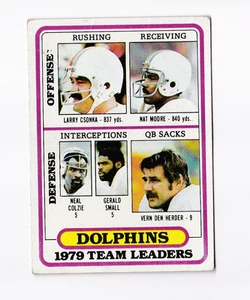 OFFENSE
RUSHING
RECEIVING
LARRY CSONKA - 837 yds.
NAT MOORE - 840 yds.
DEFENSE
INTERCEPTIONS
QB SACKS
NEAL
COLZIE
5
GERALD
SMALL
5
VERN DEN HERDER - 9
DOLPHINS
1979 TEAM LEADERS